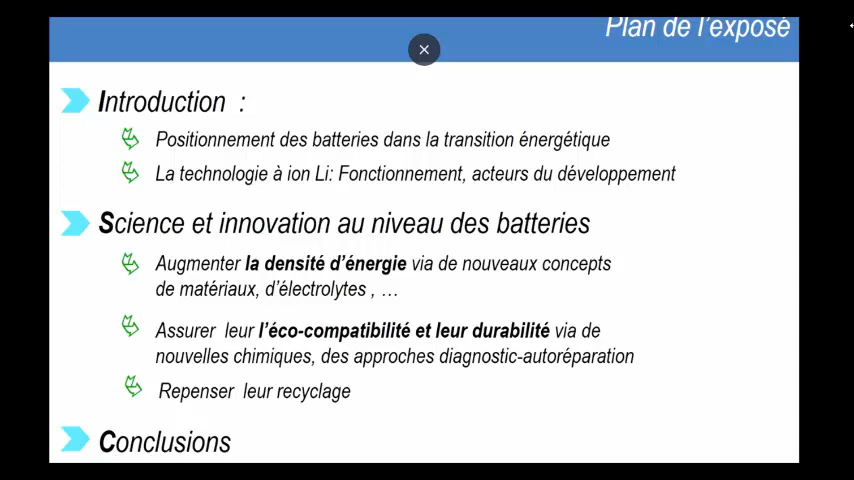 Plan de l'exposé
Introduction :
Positionnement des batteries dans la transition énergétique
La technologie à ion Li: Fonctionnement, acteurs du développement
Science et innovation au niveau des batteries
Augmenter la densité d'énergie via de nouveaux concepts
de matériaux, d'électrolytes , …
Assurer leur l'éco-compatibilité et leur durabilité via de
nouvelles chimiques, des approches diagnostic-autoréparation
Repenser leur recyclage
Conclusions